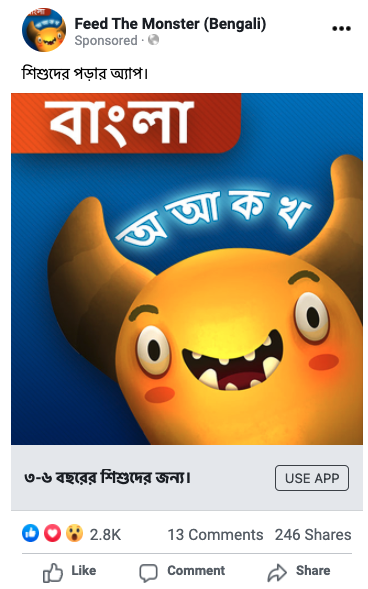 Feed The Monster (Bengali)
Sponsored ·
শিশুদের পড়ার অ্যাপ।
বাংলা
অ আ ক খ
৩-৬ বছরের শিশুদের জন্য।
USE APP
2.8K
13 Comments 246 Shares
Like
Comment
Share